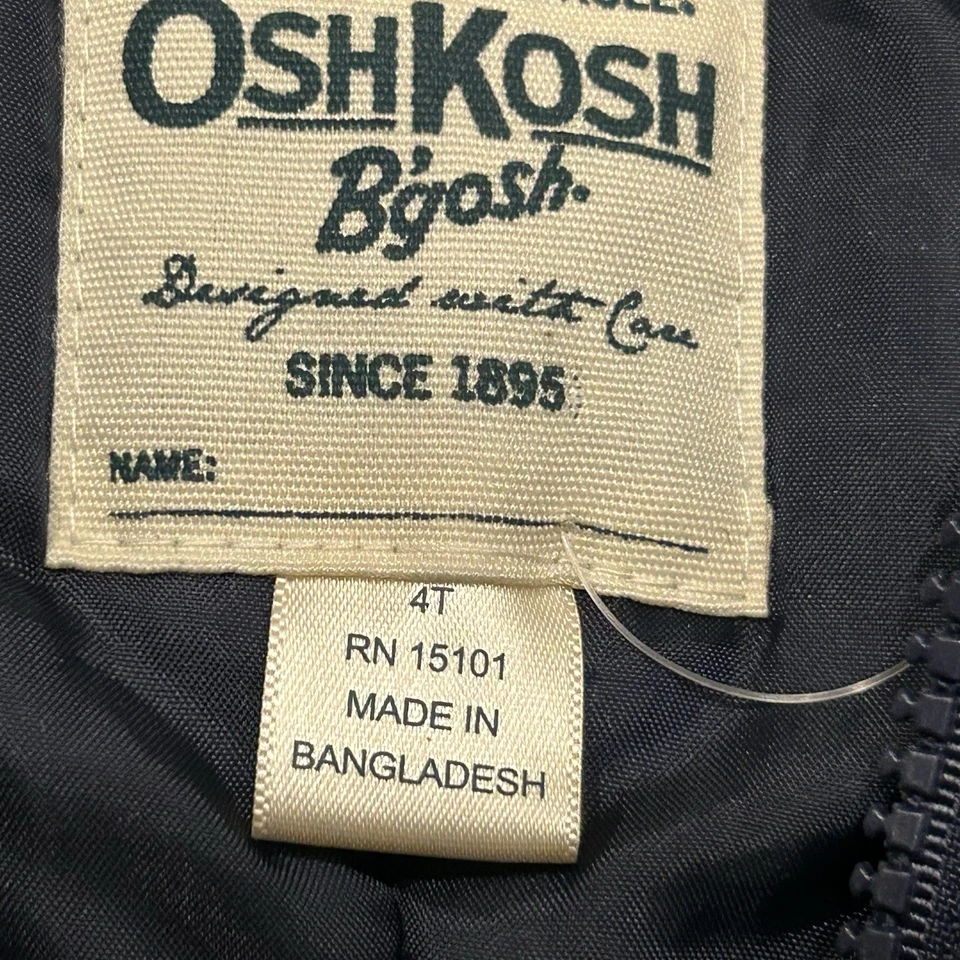 OSHKOSH
B'gosh.
Designed with Care
SINCE 1895
NAME:
4T
RN 15101
MADE IN
BANGLADESH